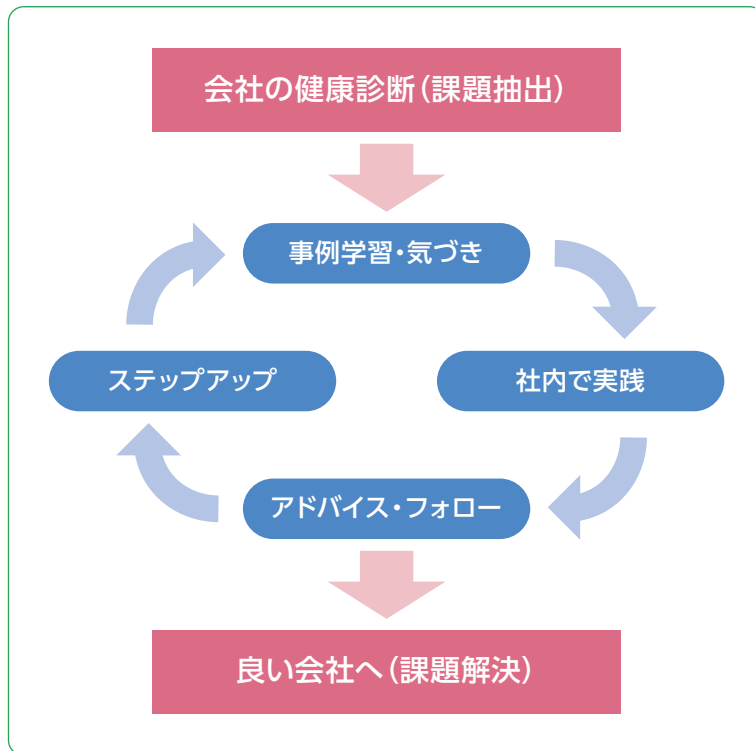 会社の健康診断（課題抽出）
事例学習・気づき
ステップアップ
社内で実践
アドバイス・フォロー
良い会社へ（課題解決）